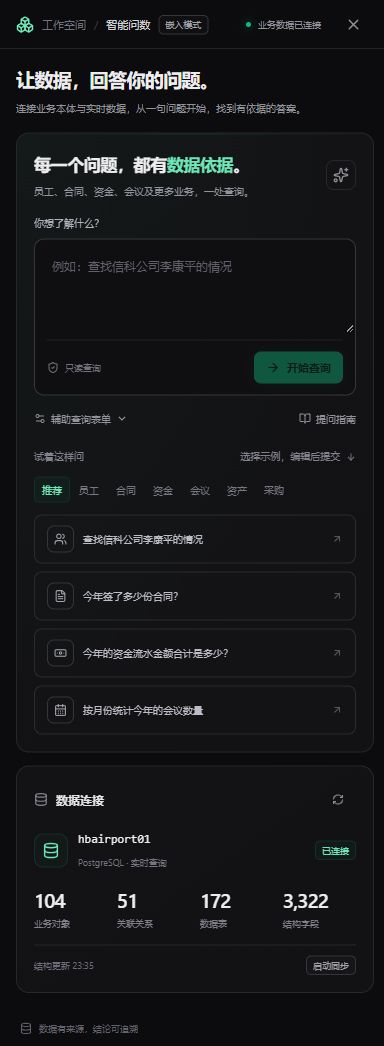 工作空间 / 智能问数 嵌入模式 业务数据已连接
让数据，回答你的问题。
连接业务本体与实时数据，从一句问题开始，找到有依据的答案。
每一个问题，都有数据依据。
员工、合同、资金、会议及更多业务，一处查询。
你想了解什么？
例如：查找信科公司李康平的情况
只读查询 开始查询
辅助查询表单 提问指南
试着这样问 选择示例，编辑后提交
推荐 员工 合同 资金 会议 资产 采购
查找信科公司李康平的情况
今年签了多少份合同？
今年的资金流水金额合计是多少？
按月份统计今年的会议数量
数据连接
hbairport01
PostgreSQL · 实时查询 已连接
104 51 172 3,322
业务对象 关联关系 数据表 结构字段
结构更新 23:35 启动同步
数据有来源，结论可追溯